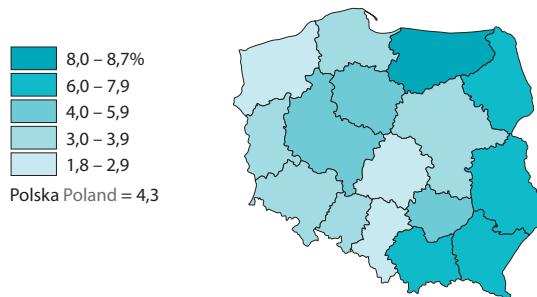 8,0 – 8,7%
6,0 – 7,9
4,0 – 5,9
3,0 – 3,9
1,8 – 2,9
Polska Poland = 4,3